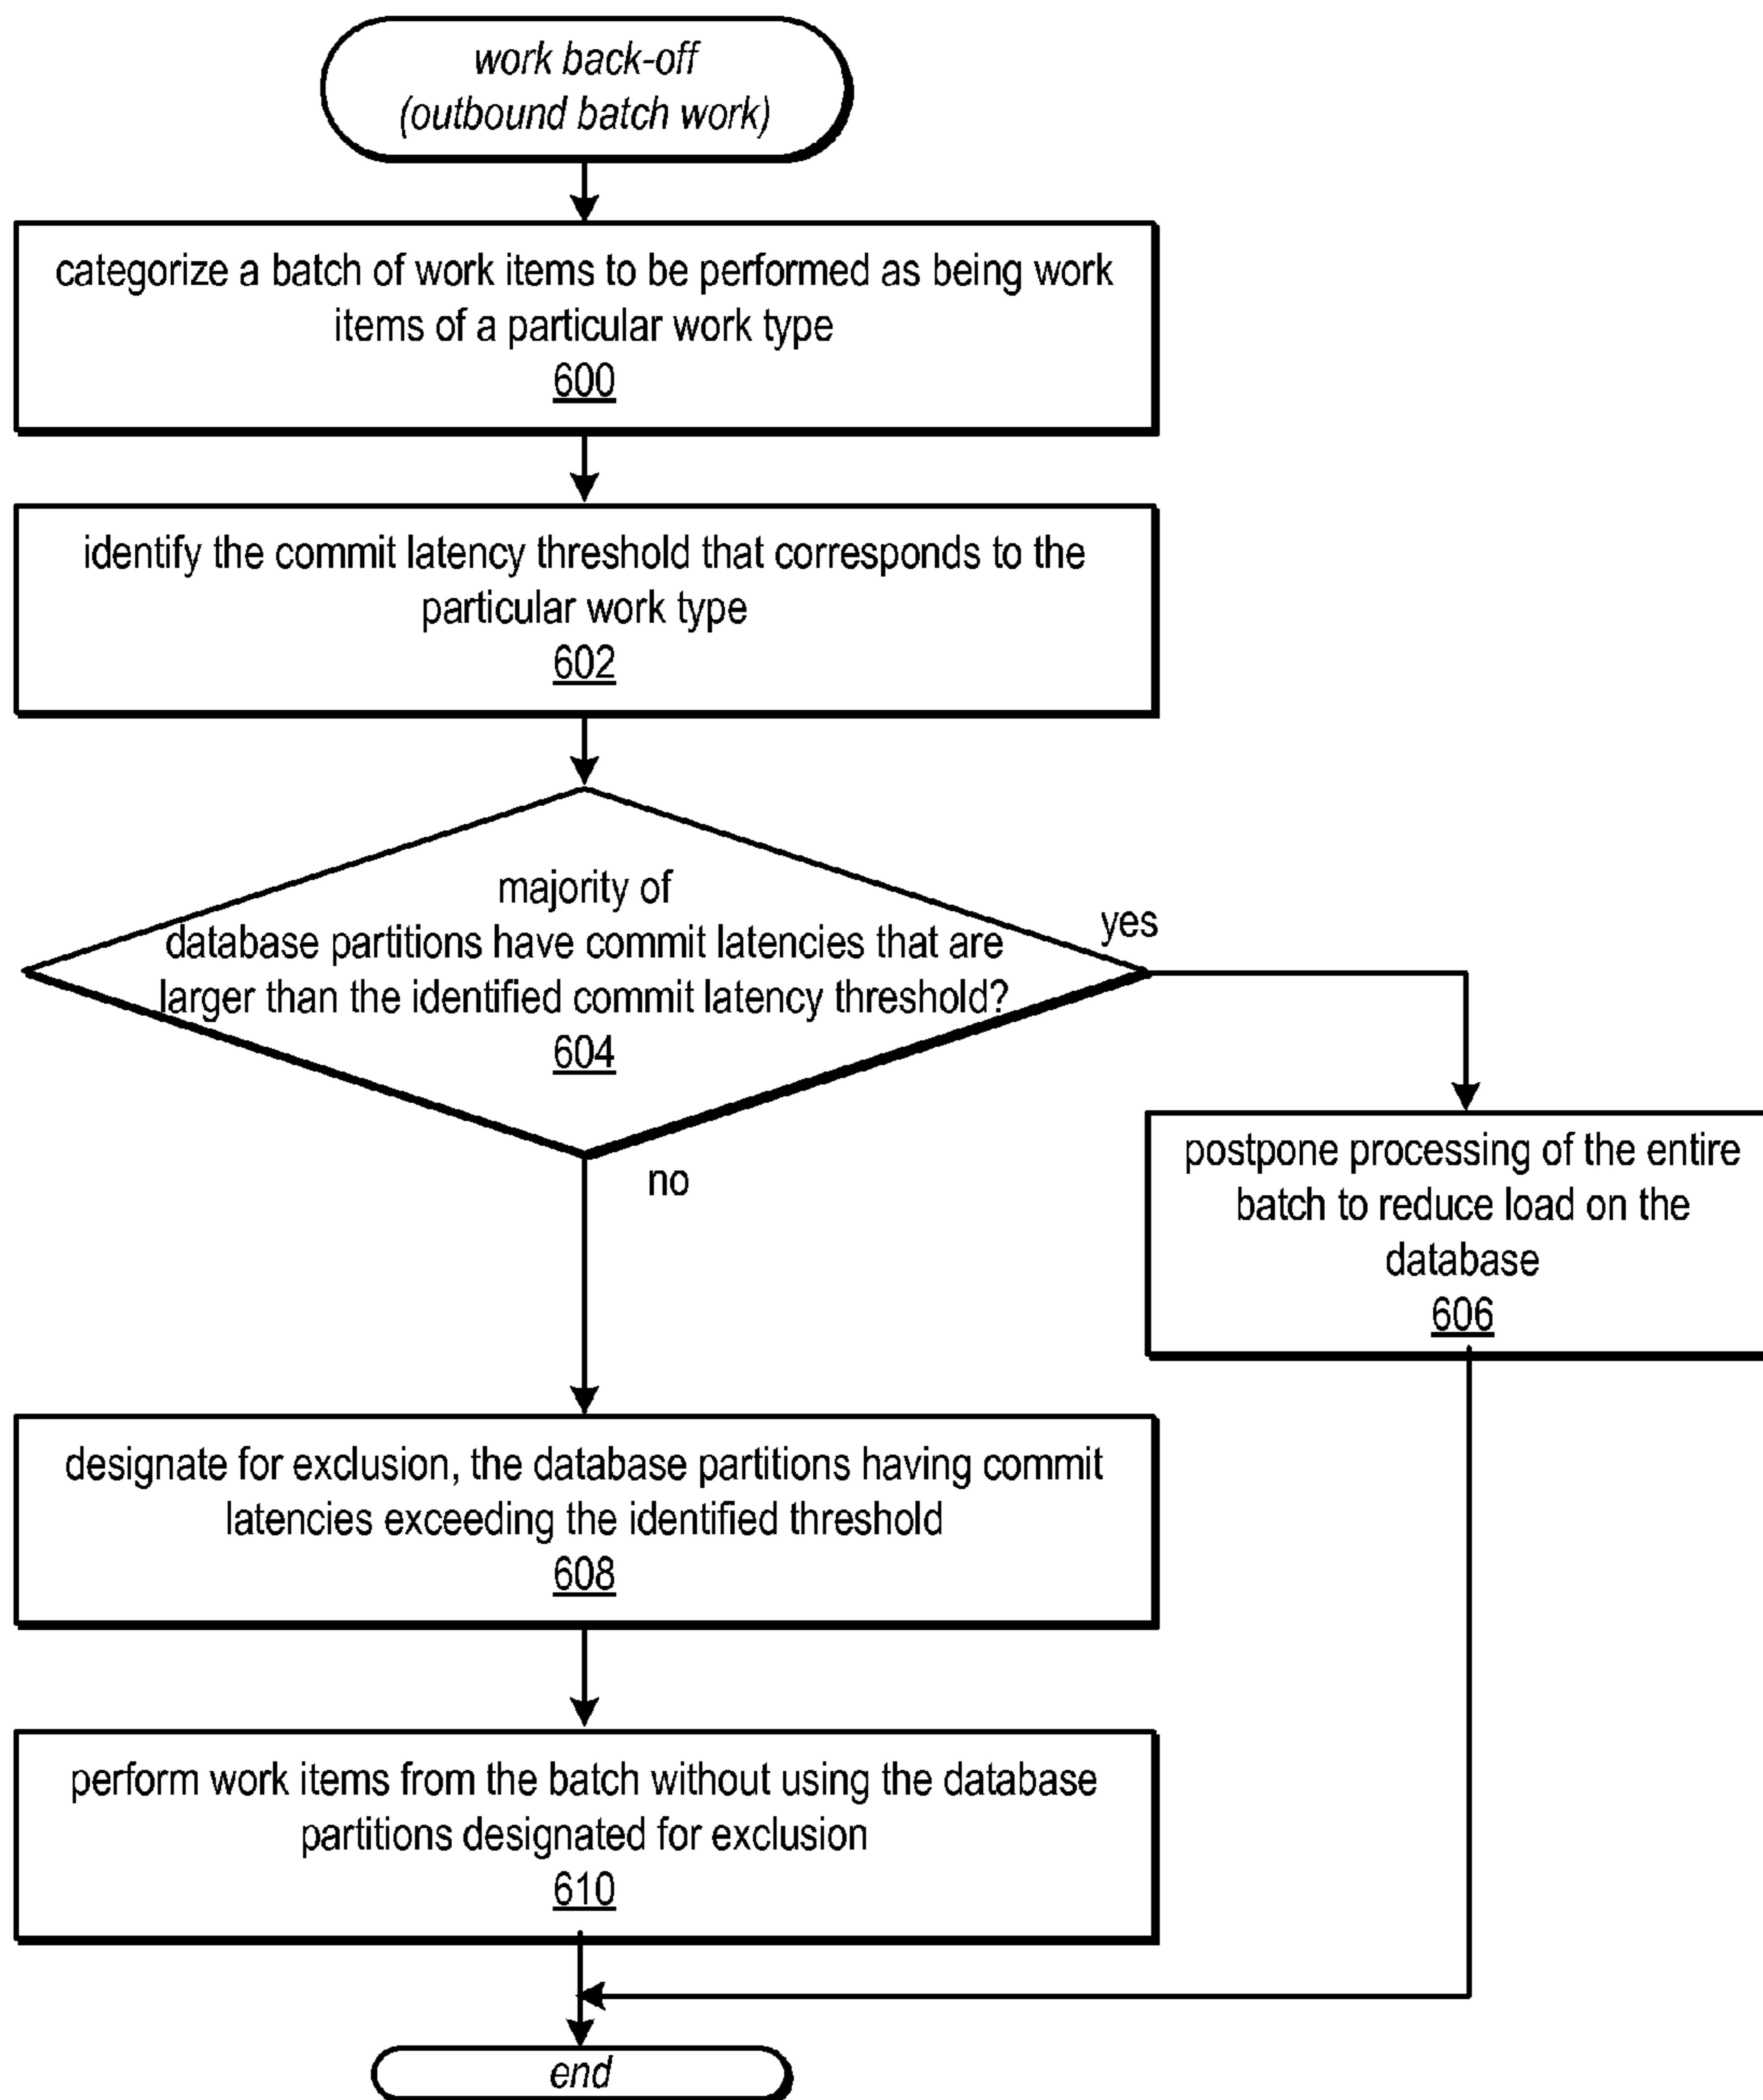 work back-off
(outbound batch work)
categorize a batch of work items to be performed as being work
items of a particular work type
600
identify the commit latency threshold that corresponds to the
particular work type
602
majority of
database partitions have commit latencies that are
larger than the identified commit latency threshold?
604
yes
no
postpone processing of the entire
batch to reduce load on the
database
606
designate for exclusion, the database partitions having commit
latencies exceeding the identified threshold
608
perform work items from the batch without using the database
partitions designated for exclusion
610
end